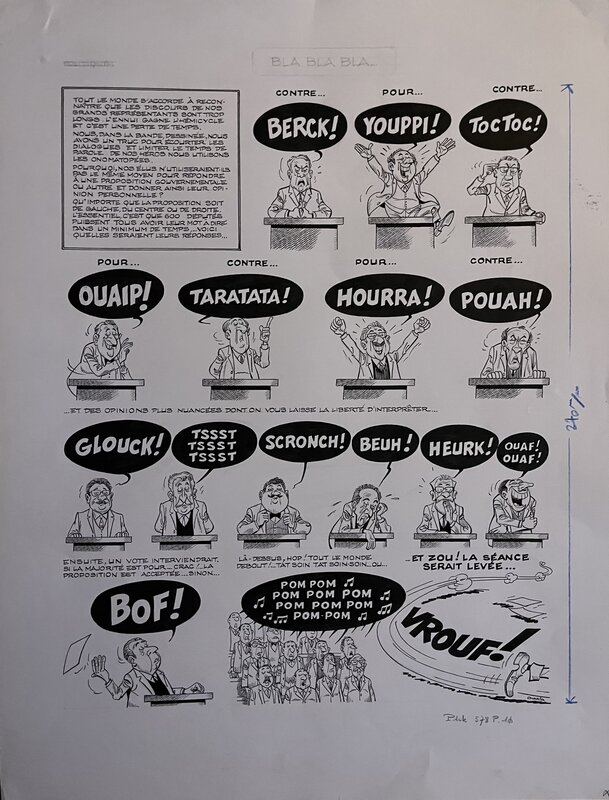 BLA BLA BLA...
TOUT LE MONDE S'ACCORDE À RECON-
NAÎTRE QUE LES DISCOURS DE NOS
GRANDS REPRÉSENTANTS SONT TROP
LONGS. L'ENNUI GAGNE L'HÉMICYCLE
ET C'EST UNE PERTE DE TEMPS.
NOUS, DANS LA BANDE DESSINÉE, NOUS
AVONS UN TRUC POUR ÉCOURTER LES
DIALOGUES ET LIMITER LE TEMPS DE
PAROLE DE NOS HÉROS: NOUS UTILISONS
LES ONOMATOPÉES.
POURQUOI, NOS ÉLUS N'UTILISERAIENT-ILS
PAS LE MÊME MOYEN POUR RÉPONDRE
À UNE PROPOSITION GOUVERNEMENTALE
OU AUTRE ET DONNER AINSI LEUR OPI-
NION PERSONNELLE?
QU'IMPORTE QUE LA PROPOSITION SOIT
DE GAUCHE, DU CENTRE OU DE DROITE,
L'ESSENTIEL C'EST QUE 600 DÉPUTÉS
PUISSENT TOUS AVOIR LEUR MOT À DIRE
DANS UN MINIMUM DE TEMPS... VOICI
QUELLES SERAIENT LEURS RÉPONSES...
CONTRE...
BERCK!
POUR...
YOUPPI!
CONTRE...
TOCTOC!
POUR...
OUAIP!
CONTRE...
TARATATA!
POUR...
HOURRA!
CONTRE...
POUAH!
...ET DES OPINIONS PLUS NUANCÉES DONT ON VOUS LAISSE LA LIBERTÉ D'INTERPRÉTER...
GLOUCK!
TSSST
TSSST
TSSST
SCRONCH!
BEUH!
HEURK!
OUAF!
OUAF!
ENSUITE, UN VOTE INTERVIENDRAIT.
SI LA MAJORITÉ EST POUR... CRAC! LA
PROPOSITION EST ACCEPTÉE... SINON...
BOF!
LÀ-DESSUS, HOP! TOUT LE MONDE
DEBOUT!.. TAT SOIN TAT SOIN-SOIN... OU...
POM POM
POM POM POM
POM POM POM POM
POM-POM
...ET ZOU! LA SÉANCE
SERAIT LEVÉE...
VROUF!
P. 16